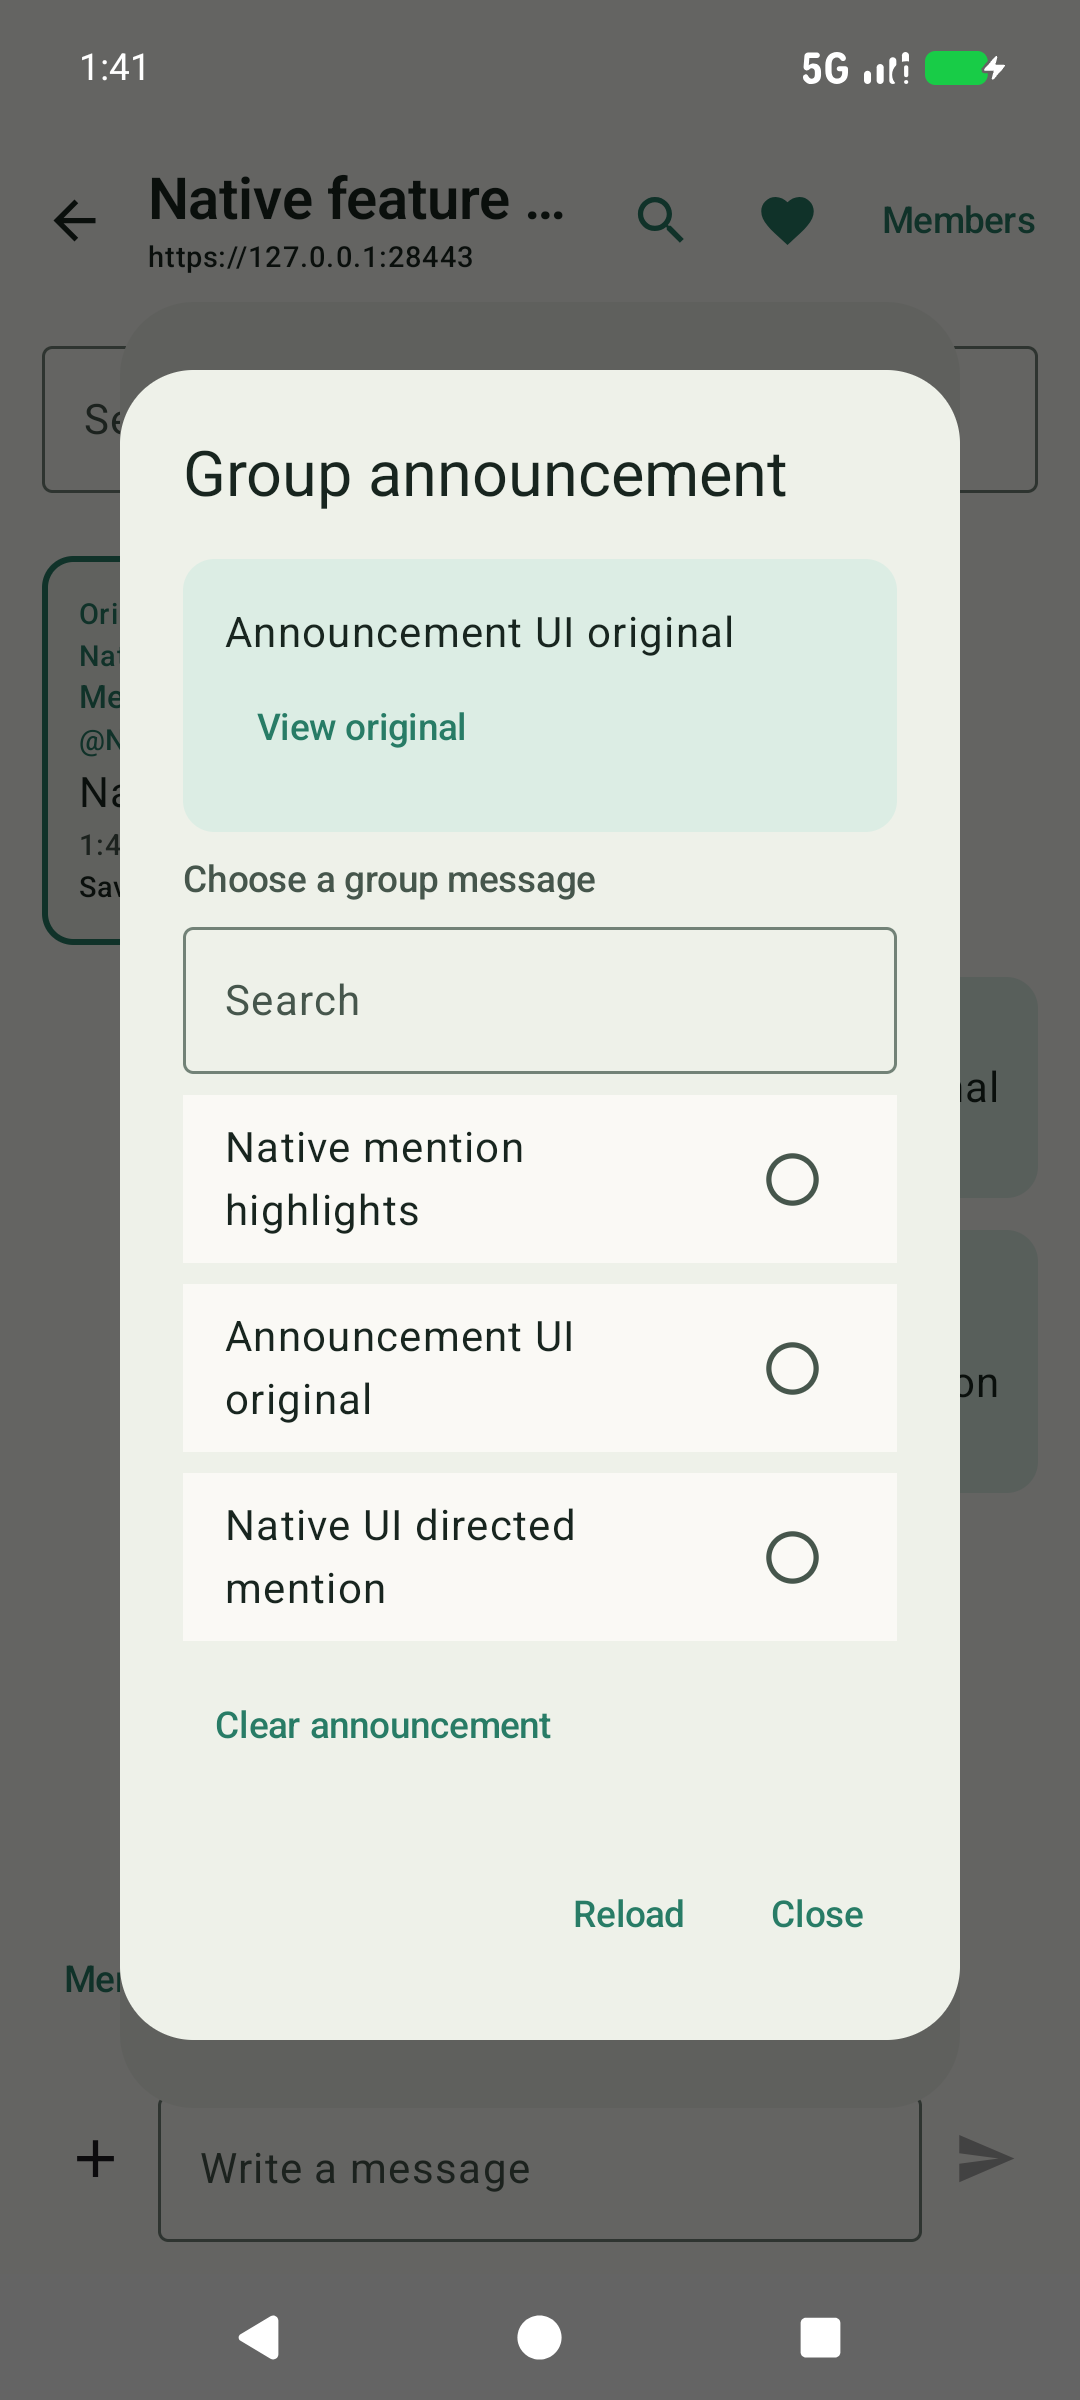 1:41
5G
Native feature ...
https://127.0.0.1:28443
Members
Group announcement
Announcement UI original
View original
Choose a group message
Search
Native mention
highlights
Announcement UI
original
Native UI directed
mention
Clear announcement
Reload
Close
Write a message